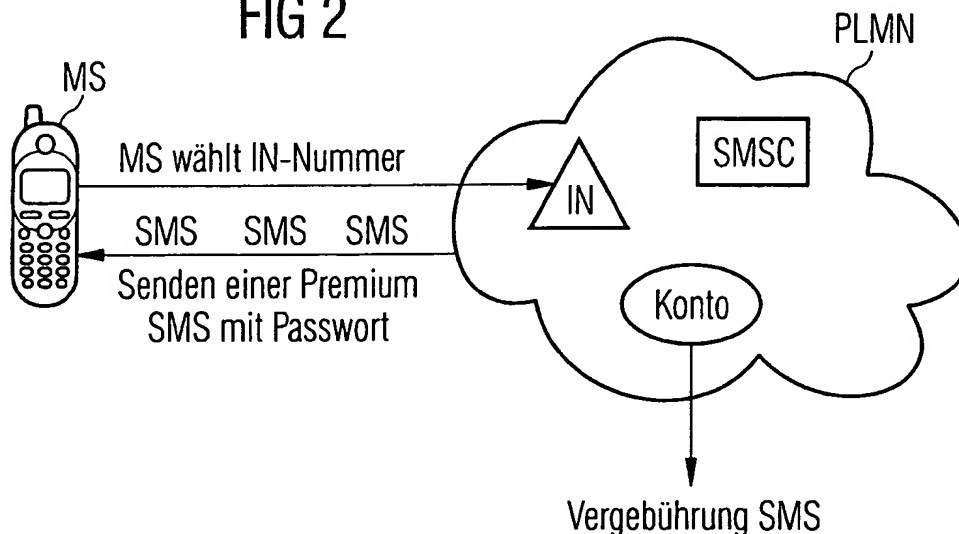 FIG 2
PLMN
MS
MS wählt IN-Nummer
SMSC
IN
SMS SMS SMS
Senden einer Premium
SMS mit Passwort
Konto
Vergebührung SMS